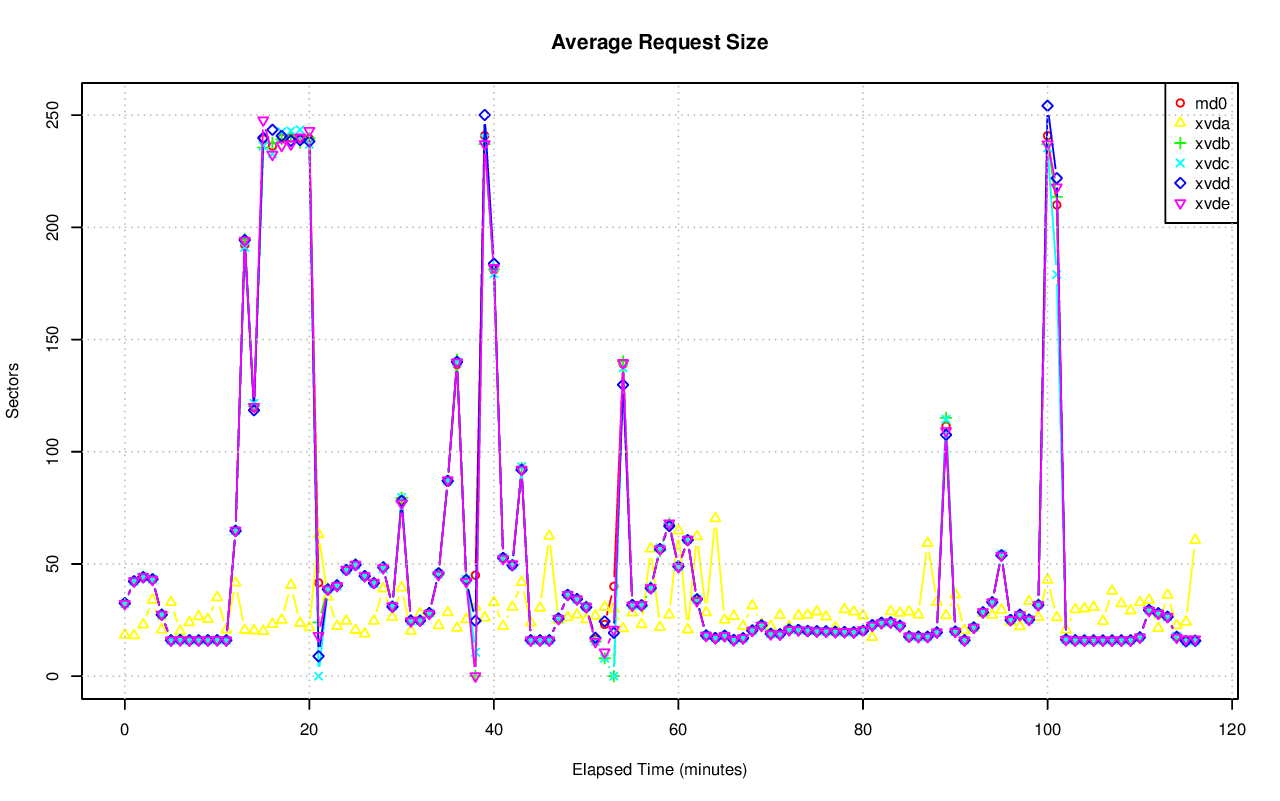 Average Request Size
md0
xvda
xvdb
xvdc
xvdd
xvde
250
200
150
100
50
0
Sectors
0 20 40 60 80 100 120
Elapsed Time (minutes)